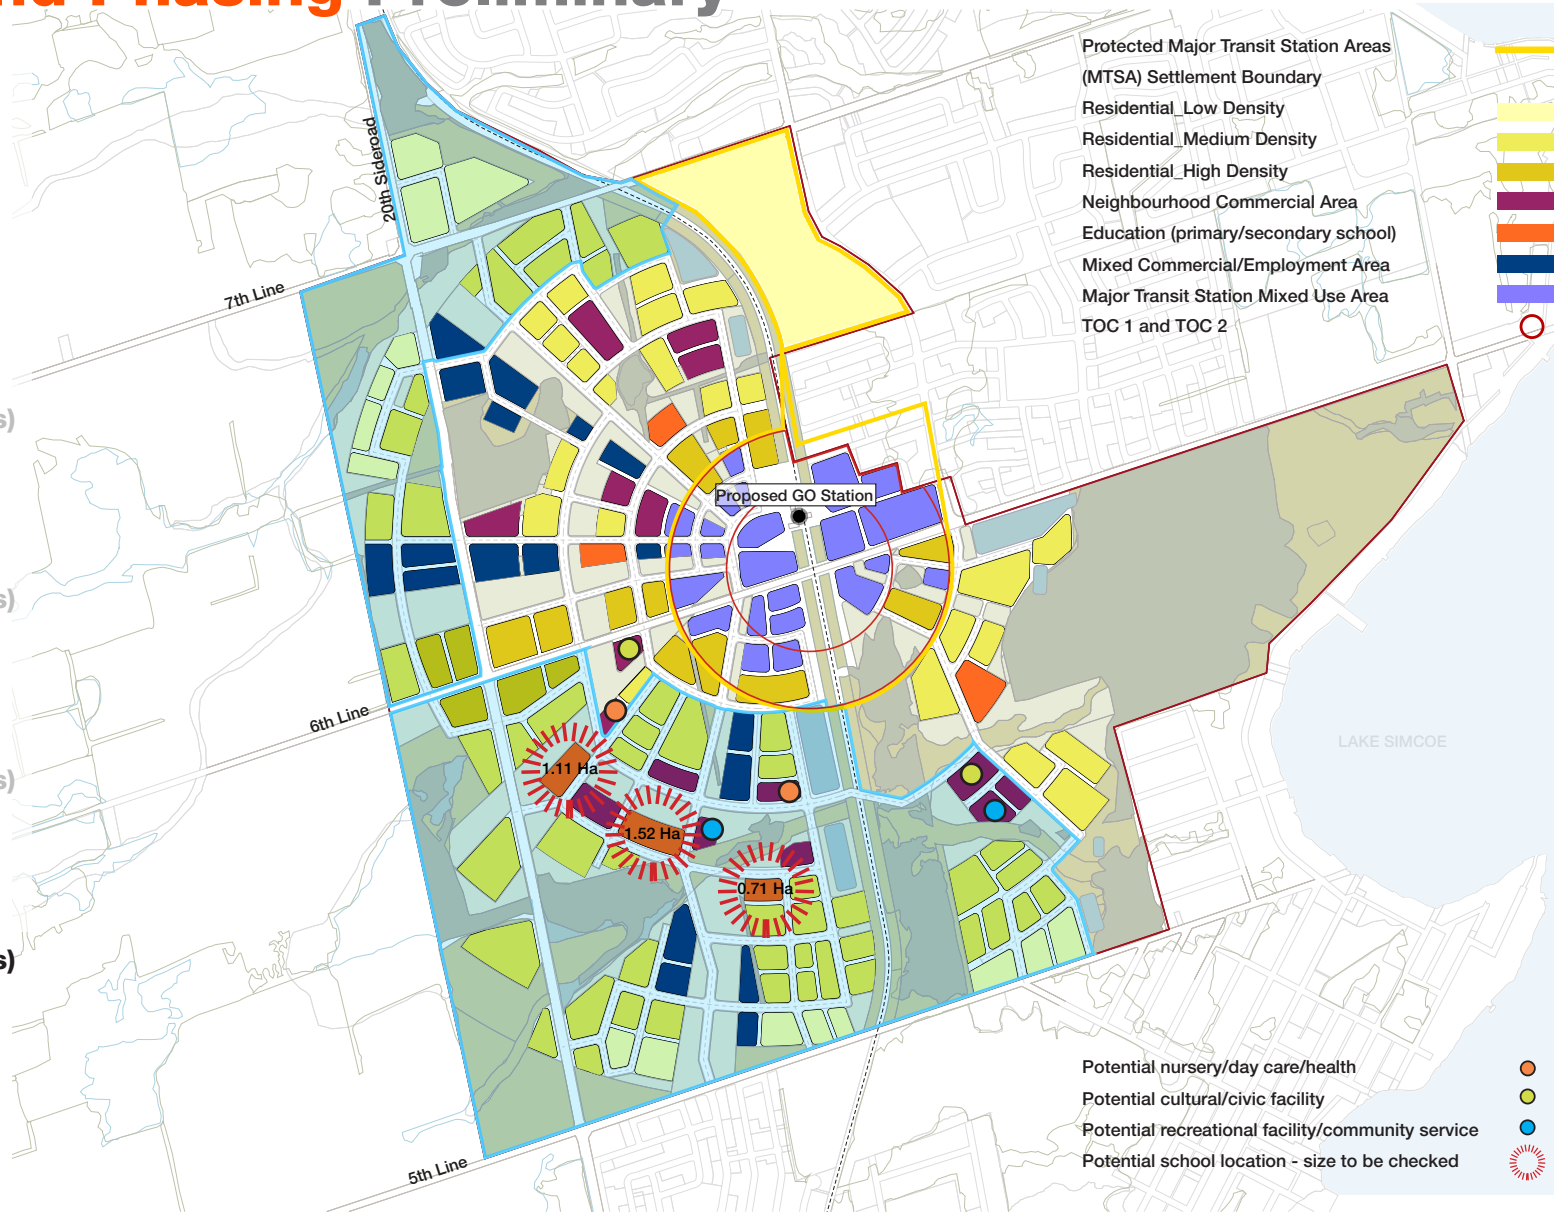 nd Phasing Preliminary
Protected Major Transit Station Areas
(MTSA) Settlement Boundary
Residential_Low Density
Residential_Medium Density
Residential_High Density
Neighbourhood Commercial Area
Education (primary/secondary school)
Mixed Commercial/Employment Area
Major Transit Station Mixed Use Area
TOC 1 and TOC 2
20th Sideroad
7th Line
s)
Proposed GO Station
s)
6th Line
LAKE SIMCOE
1.11 Ha
s)
1.52 Ha
0.71 Ha
s)
5th Line
Potential nursery/day care/health
Potential cultural/civic facility
Potential recreational facility/community service
Potential school location - size to be checked